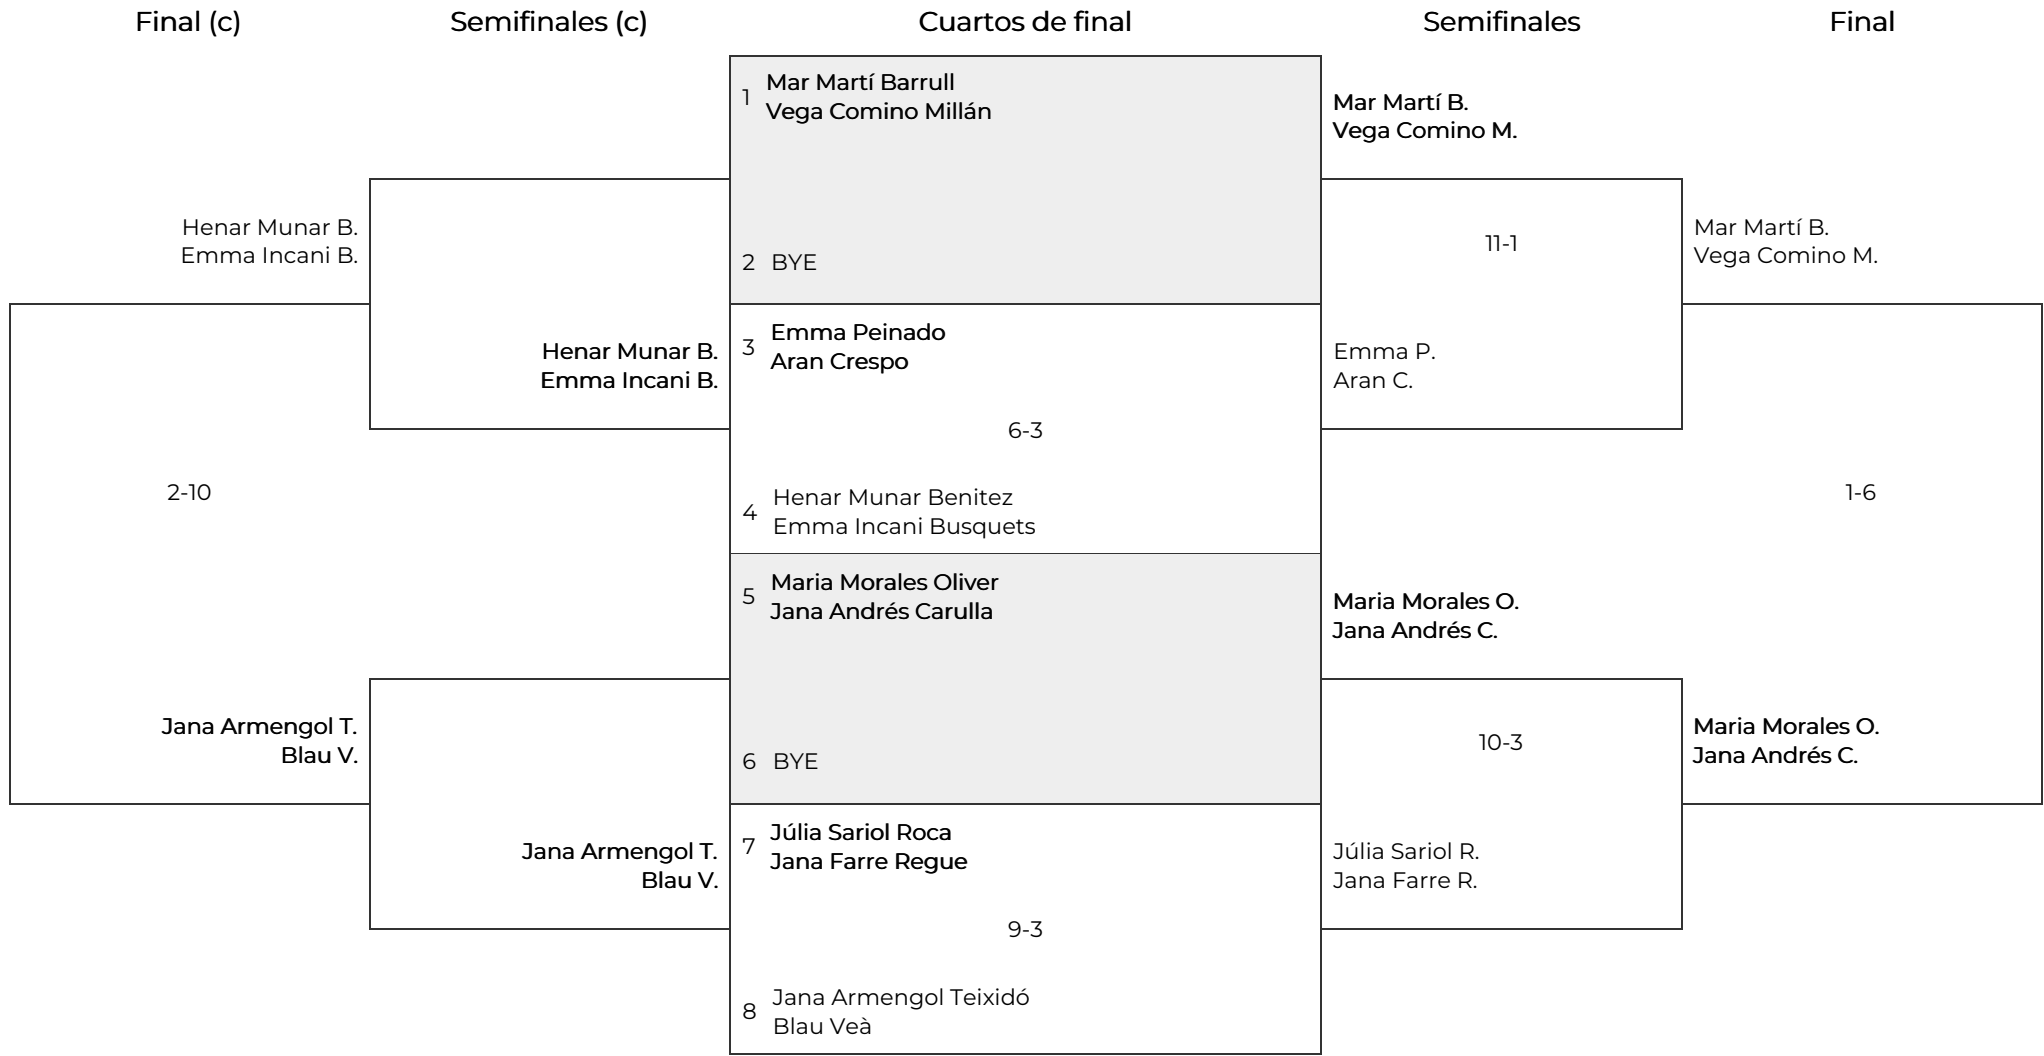 Final (c)
Semifinales (c)
Cuartos de final
Semifinales
Final
1
Mar Martí Barrull
Vega Comino Millán
2 BYE
3
Emma Peinado
Aran Crespo
6-3
4
Henar Munar Benitez
Emma Incani Busquets
5
Maria Morales Oliver
Jana Andrés Carulla
6 BYE
7
Júlia Sariol Roca
Jana Farre Regue
9-3
8
Jana Armengol Teixidó
Blau Veà
Henar Munar B.
Emma Incani B.
Jana Armengol T.
Blau V.
Henar Munar B.
Emma Incani B.
2-10
Jana Armengol T.
Blau V.
Mar Martí B.
Vega Comino M.
11-1
Emma P.
Aran C.
Maria Morales O.
Jana Andrés C.
10-3
Júlia Sariol R.
Jana Farre R.
Mar Martí B.
Vega Comino M.
1-6
Maria Morales O.
Jana Andrés C.